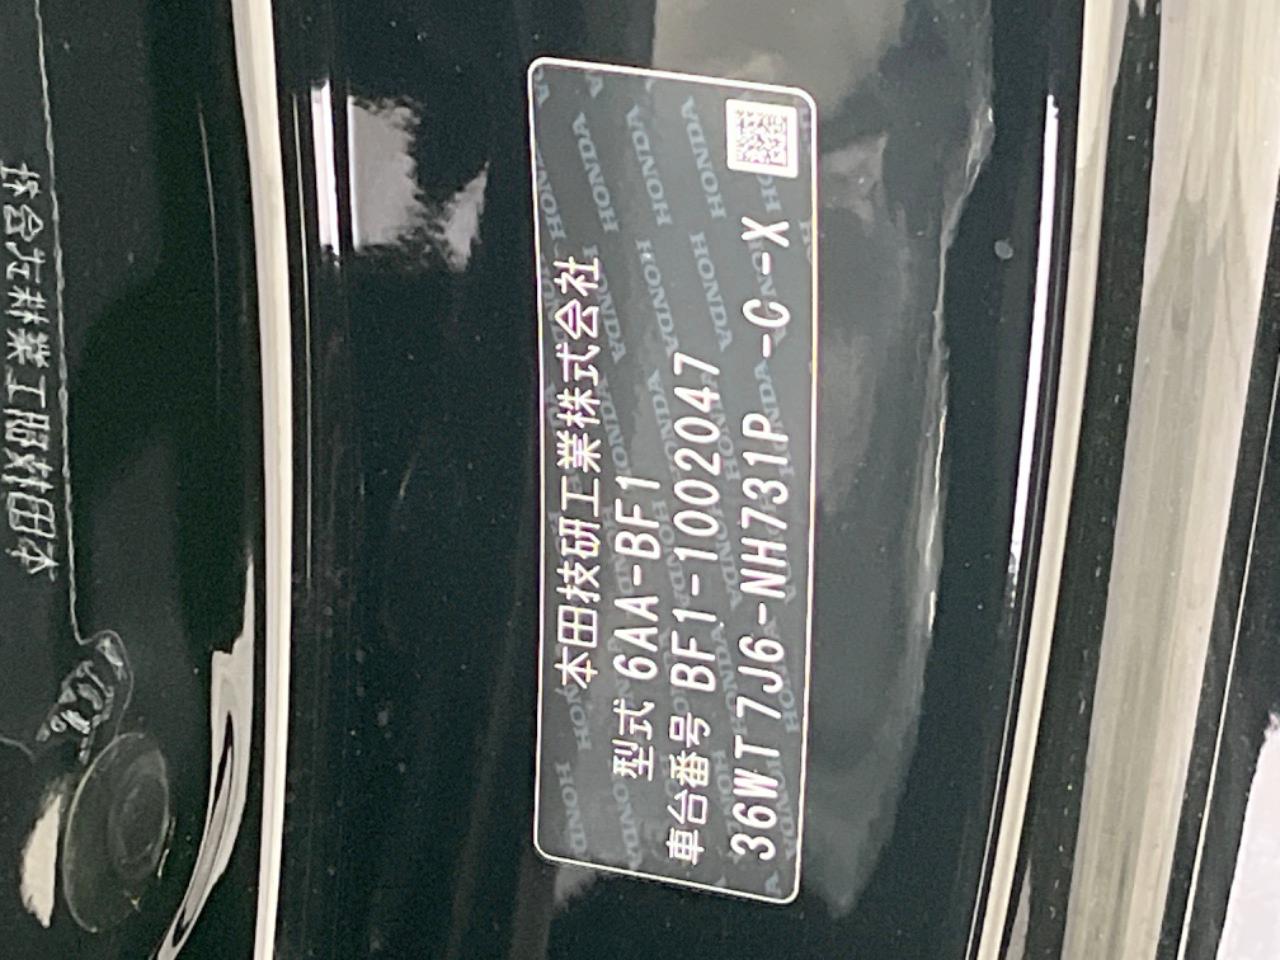 本田技研工業株式会社
型式 6AA-BF1
車台番号 BF1-1002047
36WT7J6-NH731P-C-X
HONDA